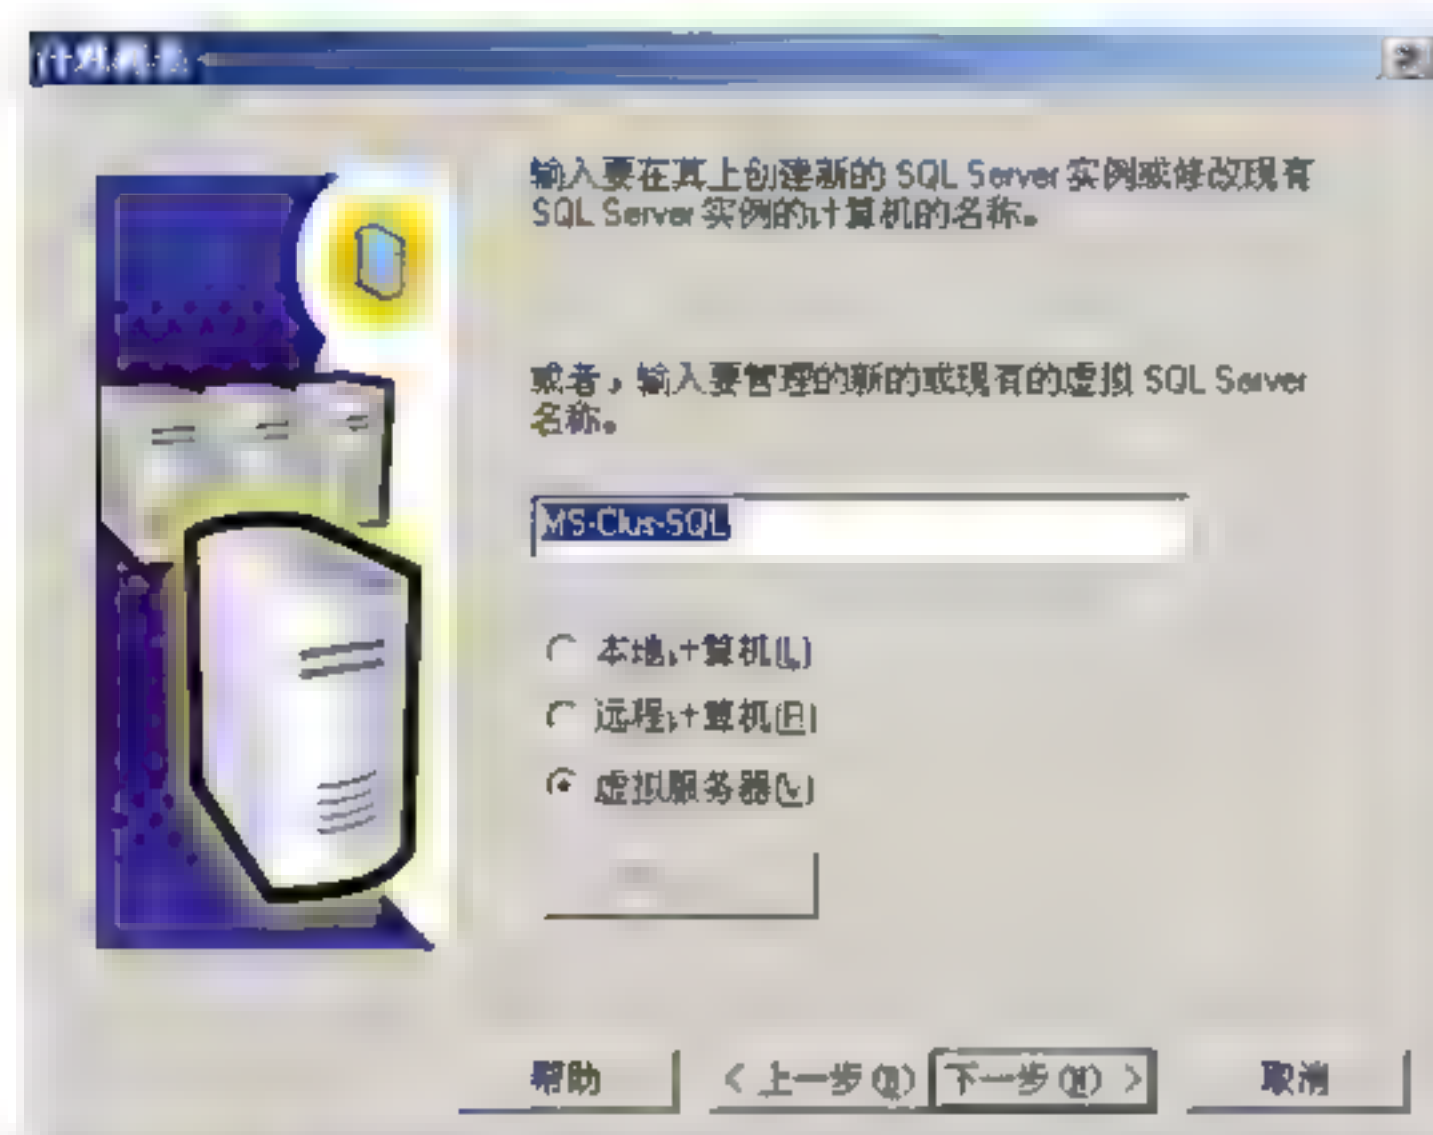 计算机名
输入要在其上创建新的 SQL Server 实例或修改现有
SQL Server 实例的计算机的名称。
或者，输入要管理的新的或现有的虚拟 SQL Server
名称。
MS-Clus-SQL
本地计算机(L)
远程计算机(R)
虚拟服务器(V)
帮助
< 上一步(B)
下一步(N) >
取消